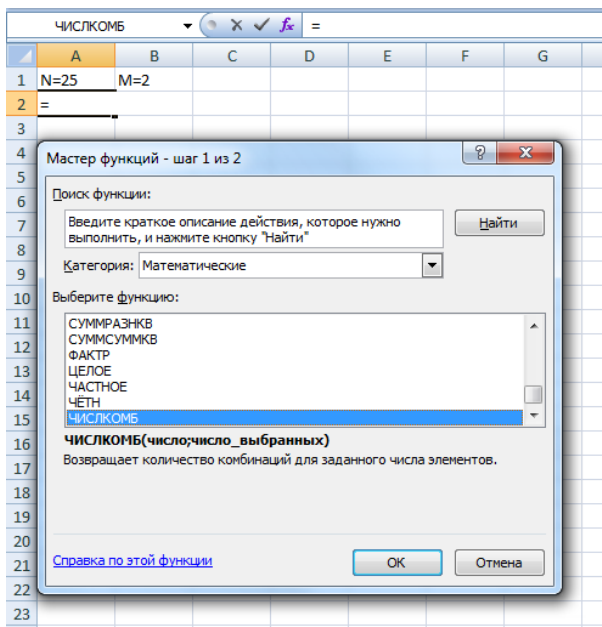 ЧИСЛКОМБ fx =
A B C D E F G
1 N=25 M=2
2 =
3
4 Мастер функций - шаг 1 из 2 ?
5
6 Поиск функции:
7 Введите краткое описание действия, которое нужно Найти
8 выполнить, и нажмите кнопку "Найти"
9 Категория: Математические
10 Выберите функцию:
11 СУММРАЗНКВ
12 СУММСУММКВ
ФАКТР
13 ЦЕЛОЕ
14 ЧАСТНОЕ
ЧЁТН
15 ЧИСЛКОМБ
16 ЧИСЛКОМБ(число;число_выбранных)
17 Возвращает количество комбинаций для заданного числа элементов.
18
19
20
21 Справка по этой функции ОК Отмена
22
23